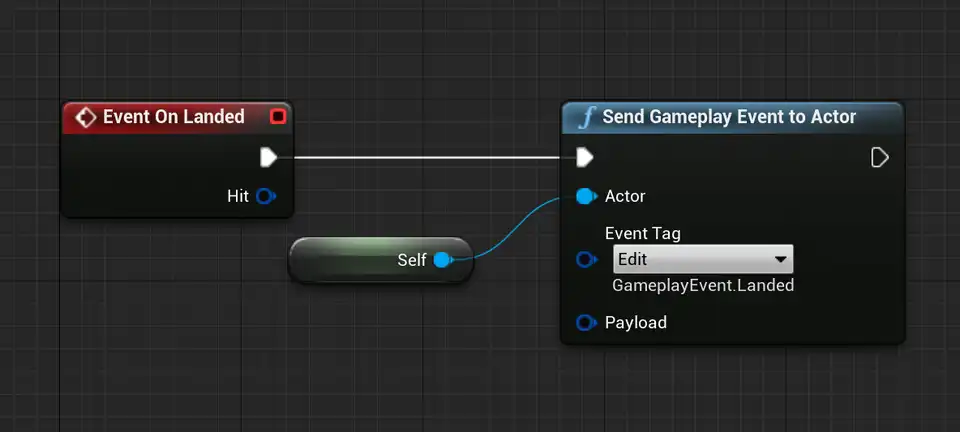 Event On Landed
Hit
Self
Send Gameplay Event to Actor
Actor
Event Tag
Edit
GameplayEvent.Landed
Payload